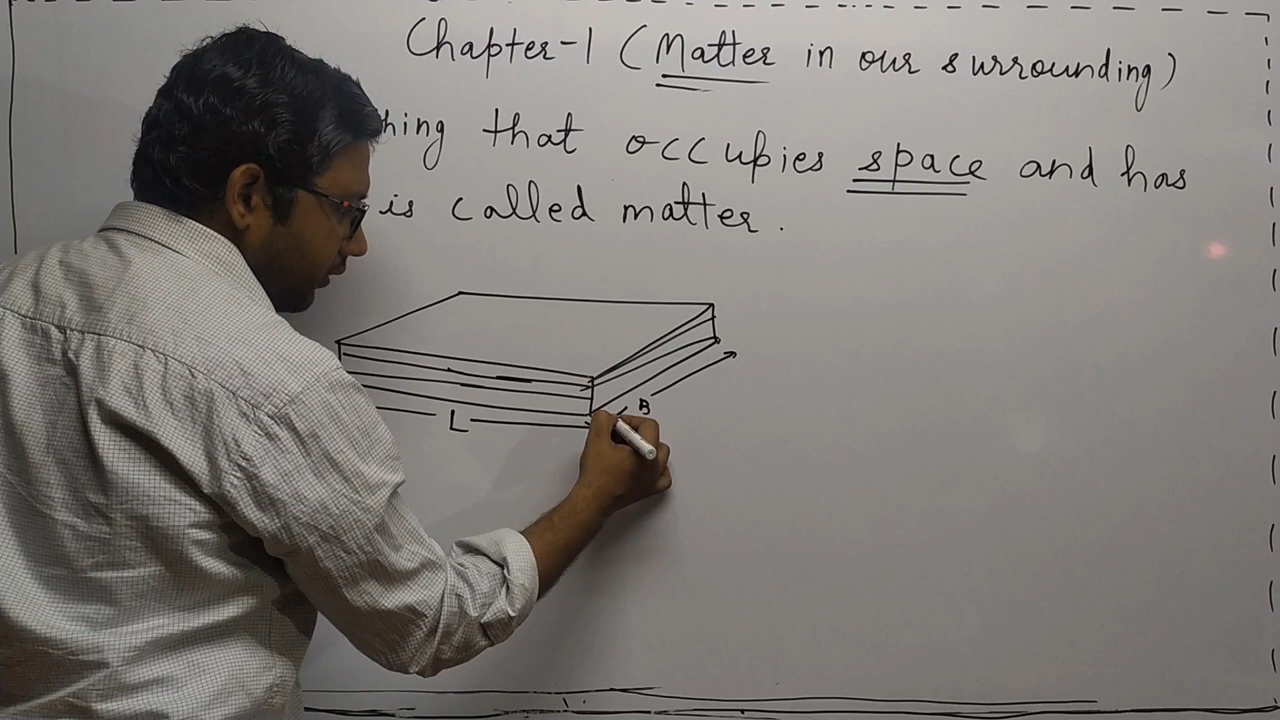 Chapter-1 (Matter in our surrounding)
hing that occupies space and has
is called matter.
B
L